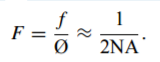 F = f/Ø ≈ 1/2NA.